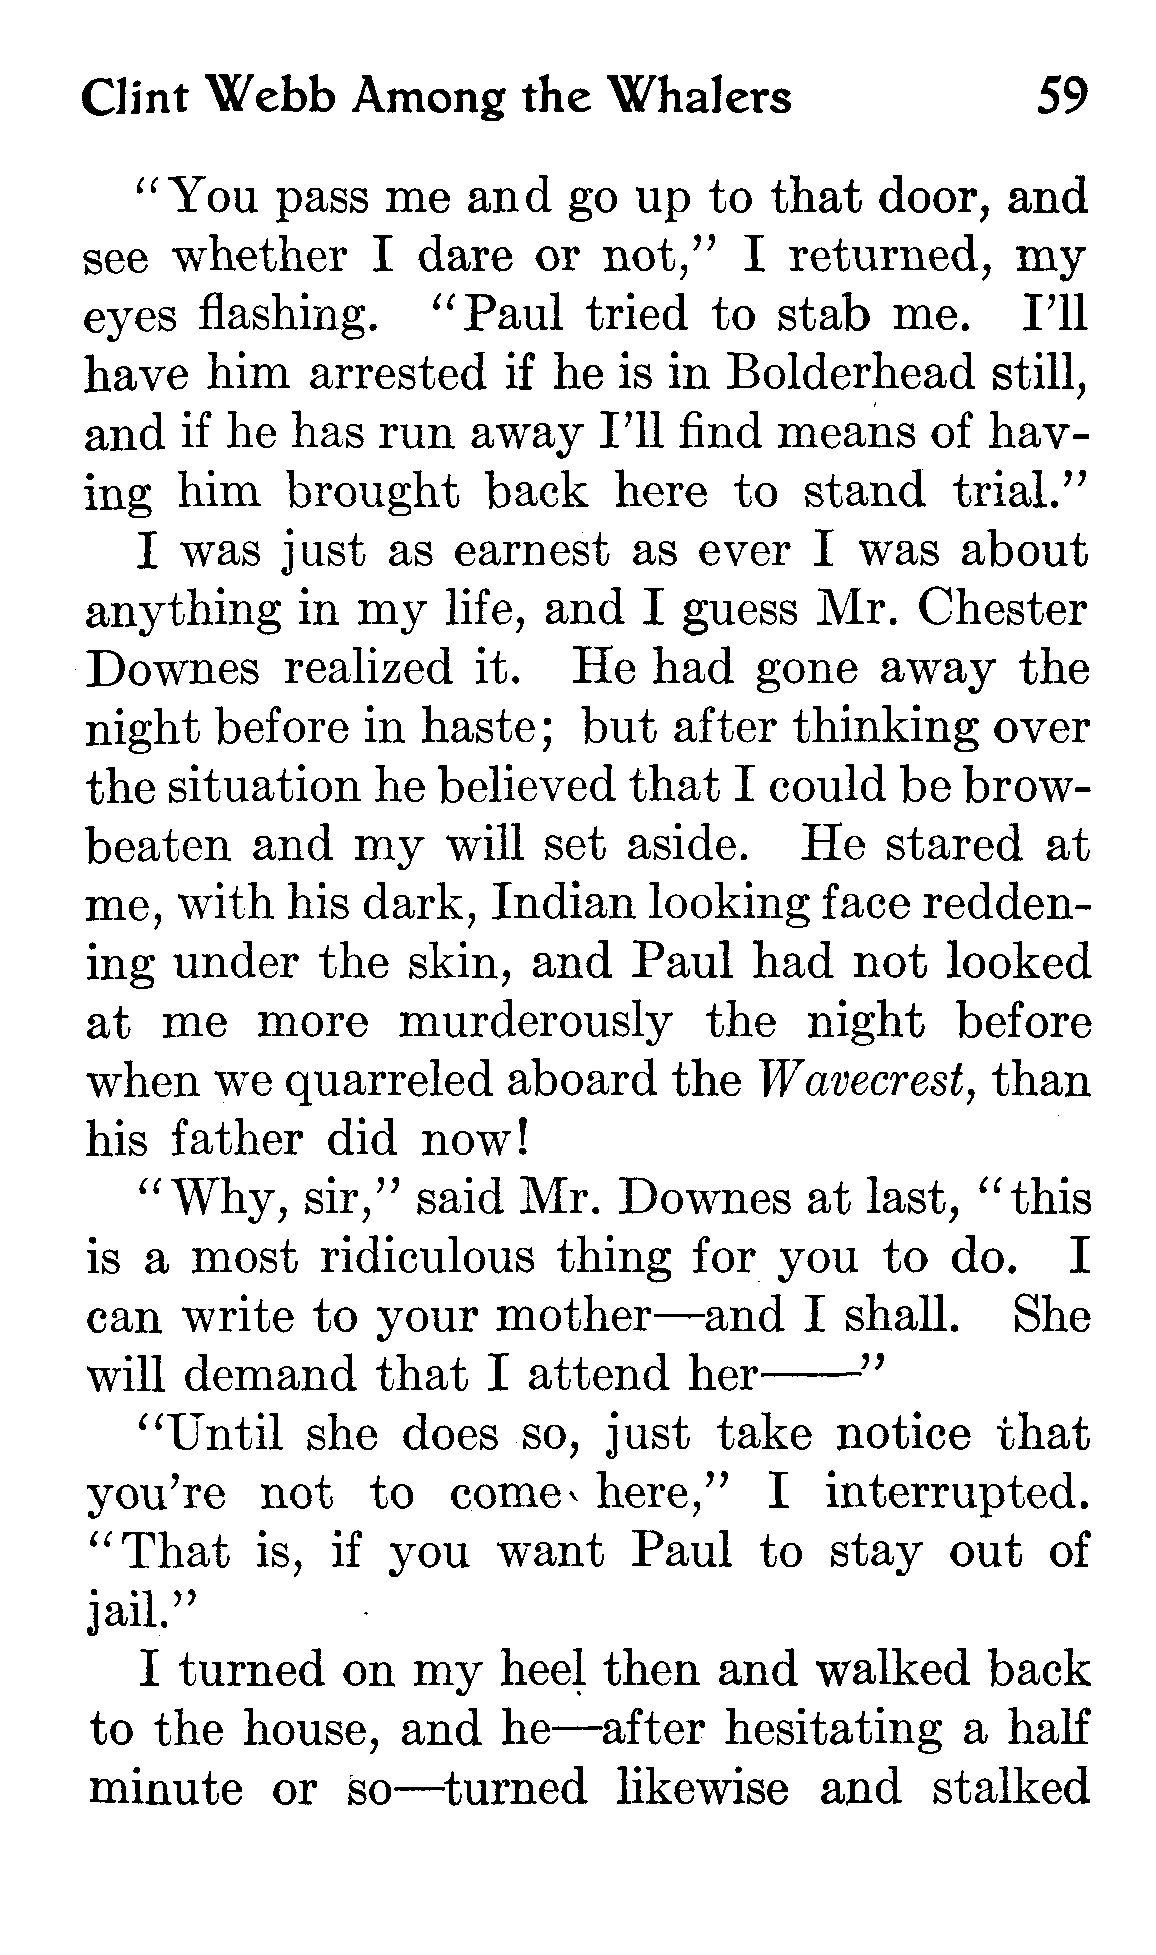 Clint Webb Among the Whalers 59
"You pass me and go up to that door, and
see whether I dare or not," I returned, my
eyes flashing. "Paul tried to stab me. I'll
have him arrested if he is in Bolderhead still,
and if he has run away I'll find means of hav-
ing him brought back here to stand trial."
I was just as earnest as ever I was about
anything in my life, and I guess Mr. Chester
Downes realized it. He had gone away the
night before in haste; but after thinking over
the situation he believed that I could be brow-
beaten and my will set aside. He stared at
me, with his dark, Indian looking face redden-
ing under the skin, and Paul had not looked
at me more murderously the night before
when we quarreled aboard the Wavecrest, than
his father did now!
"Why, sir," said Mr. Downes at last, "this
is a most ridiculous thing for you to do. I
can write to your mother—and I shall. She
will demand that I attend her——"
"Until she does so, just take notice that
you're not to come here," I interrupted.
"That is, if you want Paul to stay out of
jail."
I turned on my heel then and walked back
to the house, and he—after hesitating a half
minute or so—turned likewise and stalked